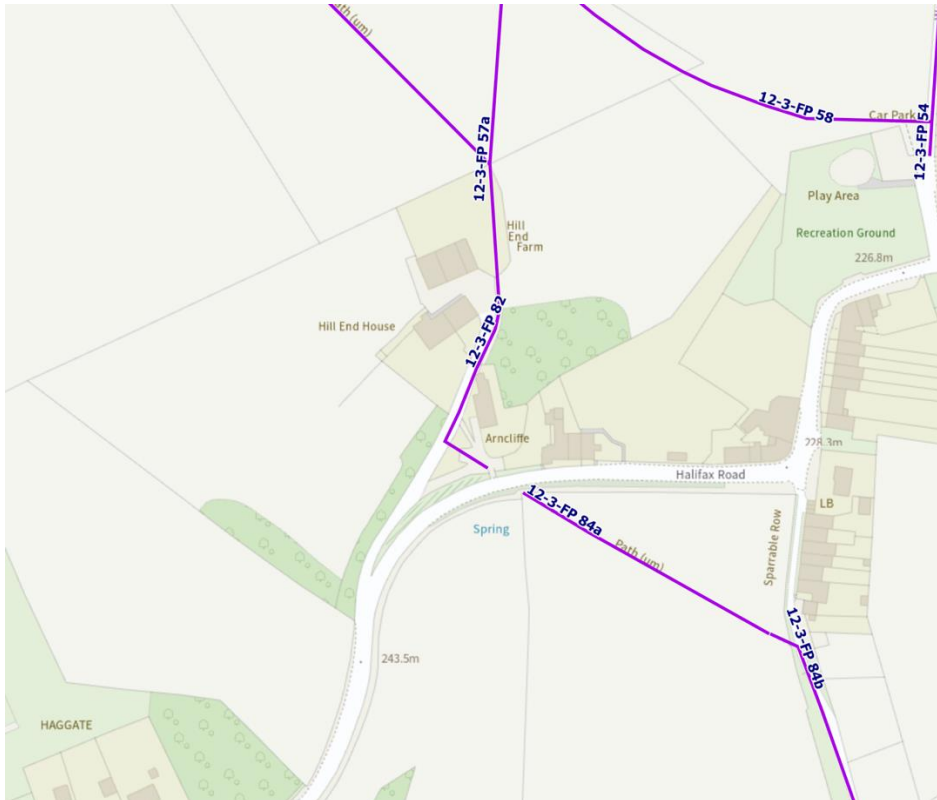 Path (um)
12-3-FP 57a
12-3-FP 58
Car Park
12-3-FP 54
Play Area
Recreation Ground
226.8m
Hill
End
Farm
12-3-FP 82
Hill End House
Arncliffe
228.3m
Halifax Road
12-3-FP 84a
Path (um)
Spring
Sparrable Row
LB
12-3-FP 84b
243.5m
HAGGATE